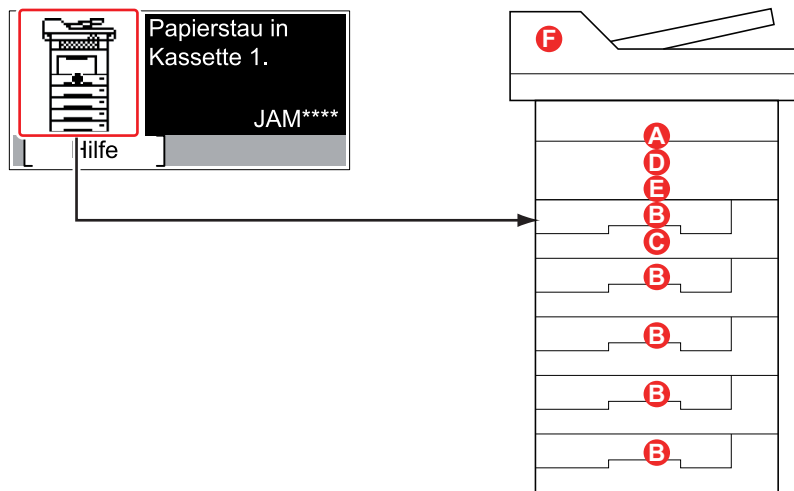 Papierstau in
Kassette 1.
JAM****
[ Hilfe ]
F
A
D
E
B
C
B
B
B
B